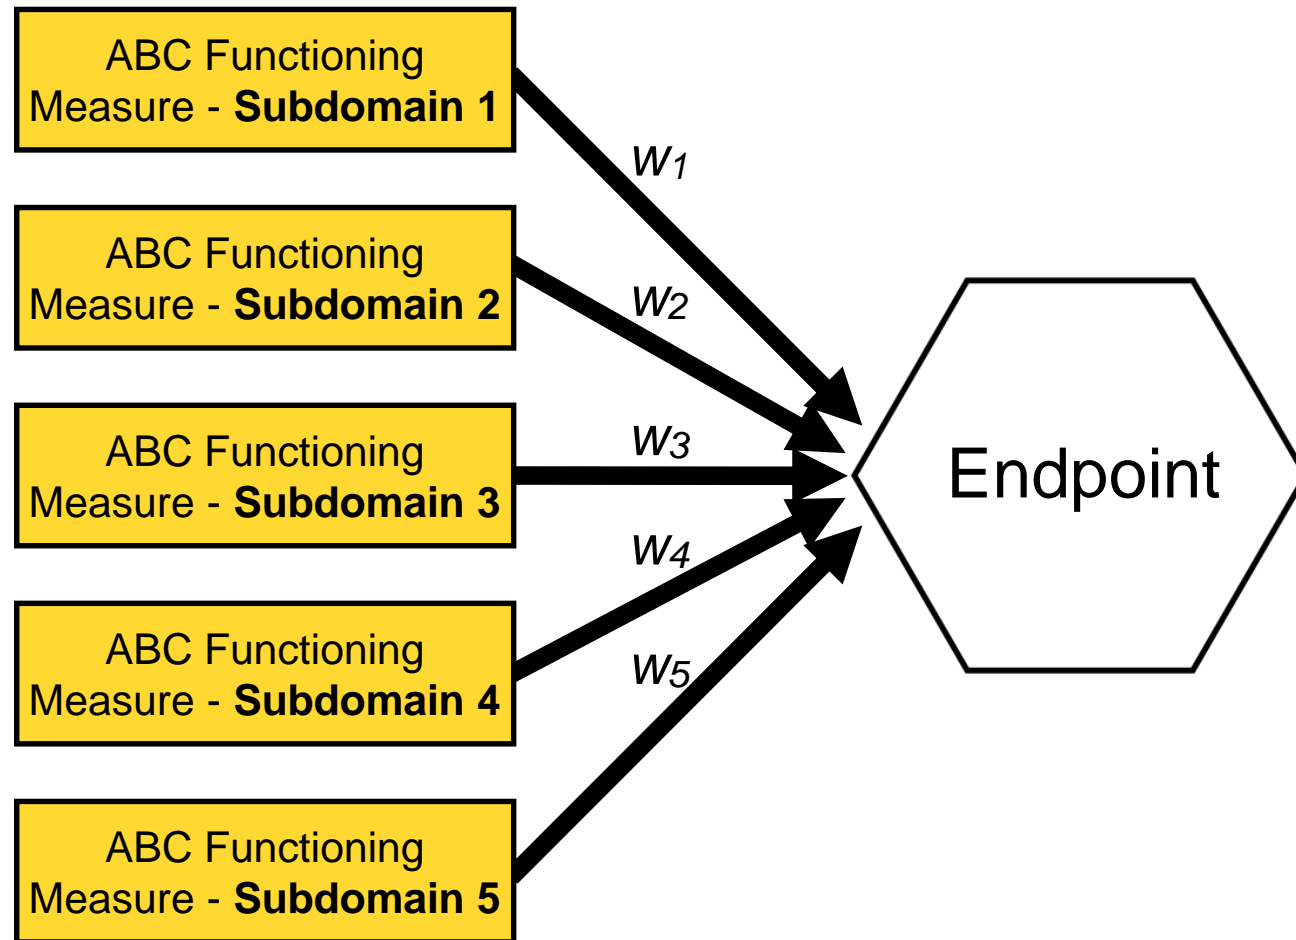 ABC Functioning
Measure - Subdomain 1
w1
ABC Functioning
Measure - Subdomain 2
w2
ABC Functioning
Measure - Subdomain 3
w3
Endpoint
ABC Functioning
Measure - Subdomain 4
w4
ABC Functioning
Measure - Subdomain 5
w5